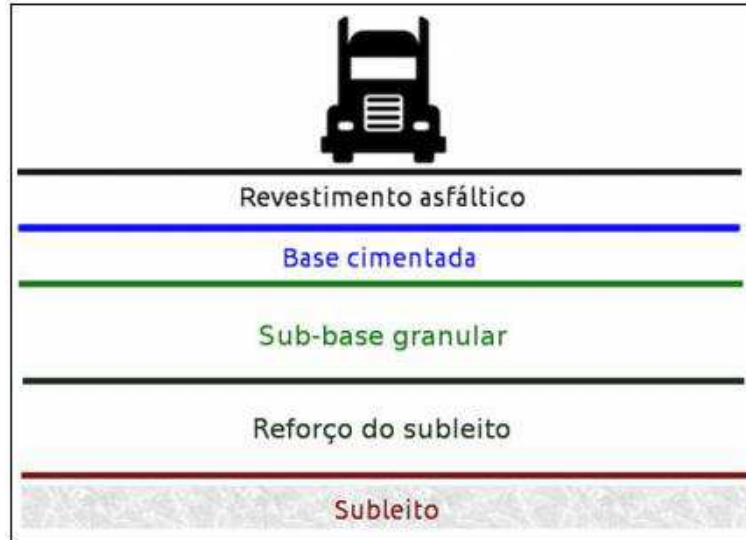 Revestimento asfáltico
Base cimentada
Sub-base granular
Reforço do subleito
Subleito